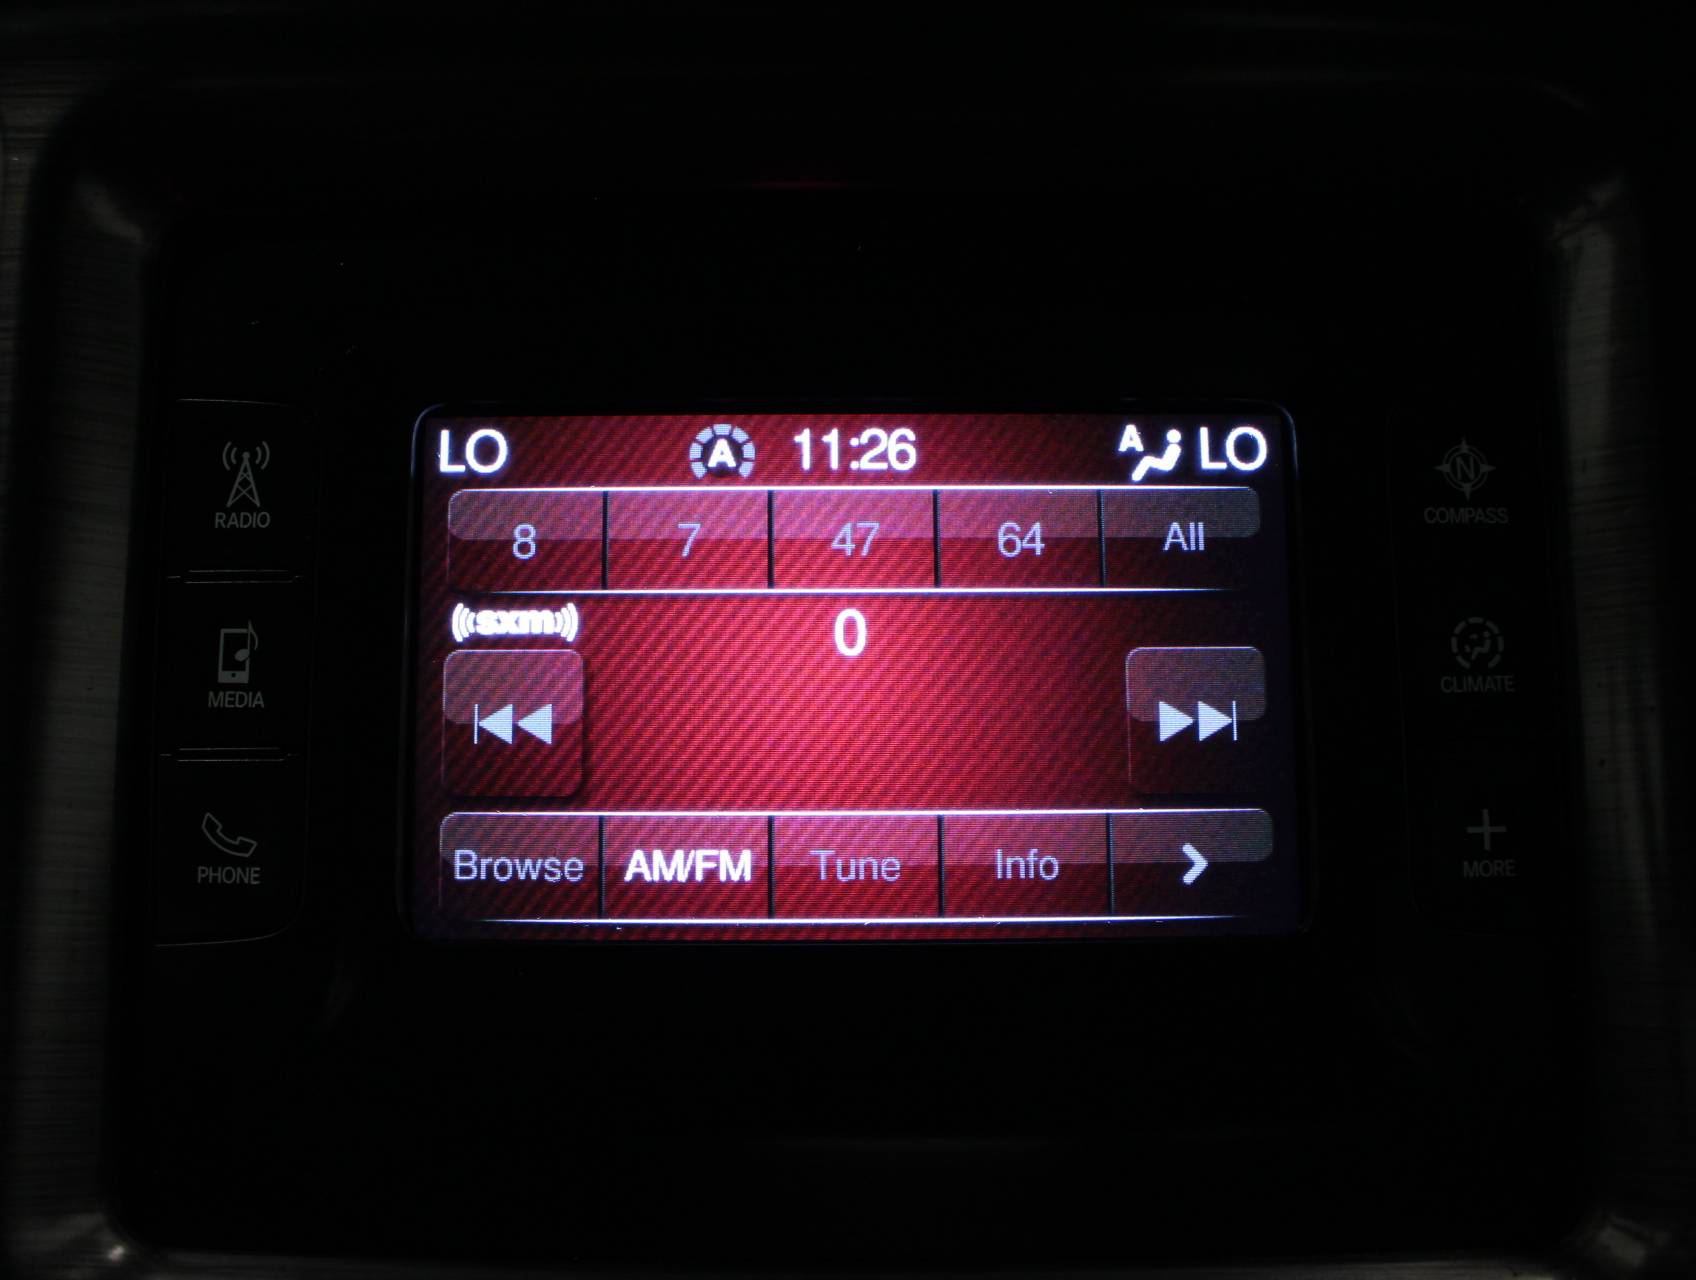 LO A 11:26 A LO
8 7 47 64 All
sxm 0
Browse AM/FM Tune Info
RADIO
MEDIA
PHONE
N
COMPASS
CLIMATE
MORE